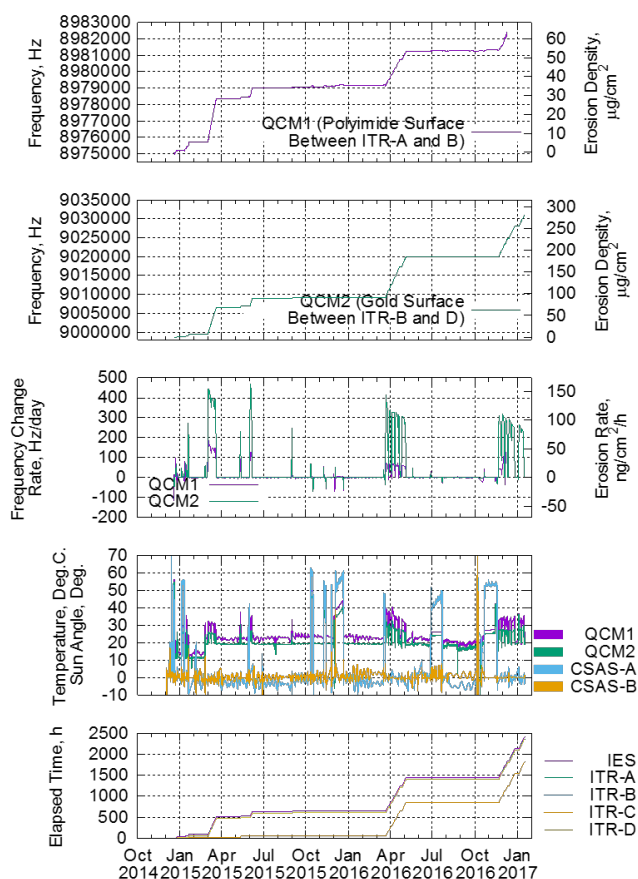 8983000
8982000
8981000
8980000
8979000
8978000
8977000
8976000
8975000
Frequency, Hz
QCM1 (Polyimide Surface
Between ITR-A and B)
60
50
40
30
20
10
0
Erosion Density,
µg/cm2
9035000
9030000
9020000
9010000
9000000
Frequency, Hz
QCM2 (Gold Surface
Between ITR-B and D)
300
250
200
150
100
50
0
Erosion Density,
µg/cm2
500
400
300
200
100
0
-100
-200
Frequency Change
Rate, Hz/day
QCM1
QCM2
150
100
50
0
-50
Erosion Rate,
ng/cm2/h
70
60
50
40
30
20
10
0
-10
Temperature, Deg.C.
Sun Angle, Deg.
QCM1
QCM2
CSAS-A
CSAS-B
2500
2000
1500
1000
500
0
Elapsed Time, h
IES
ITR-A
ITR-B
ITR-C
ITR-D
Oct Jan Apr Jul Oct Jan Apr Jul Oct Jan
2014 2015 2015 2015 2015 2016 2016 2016 2016 2017